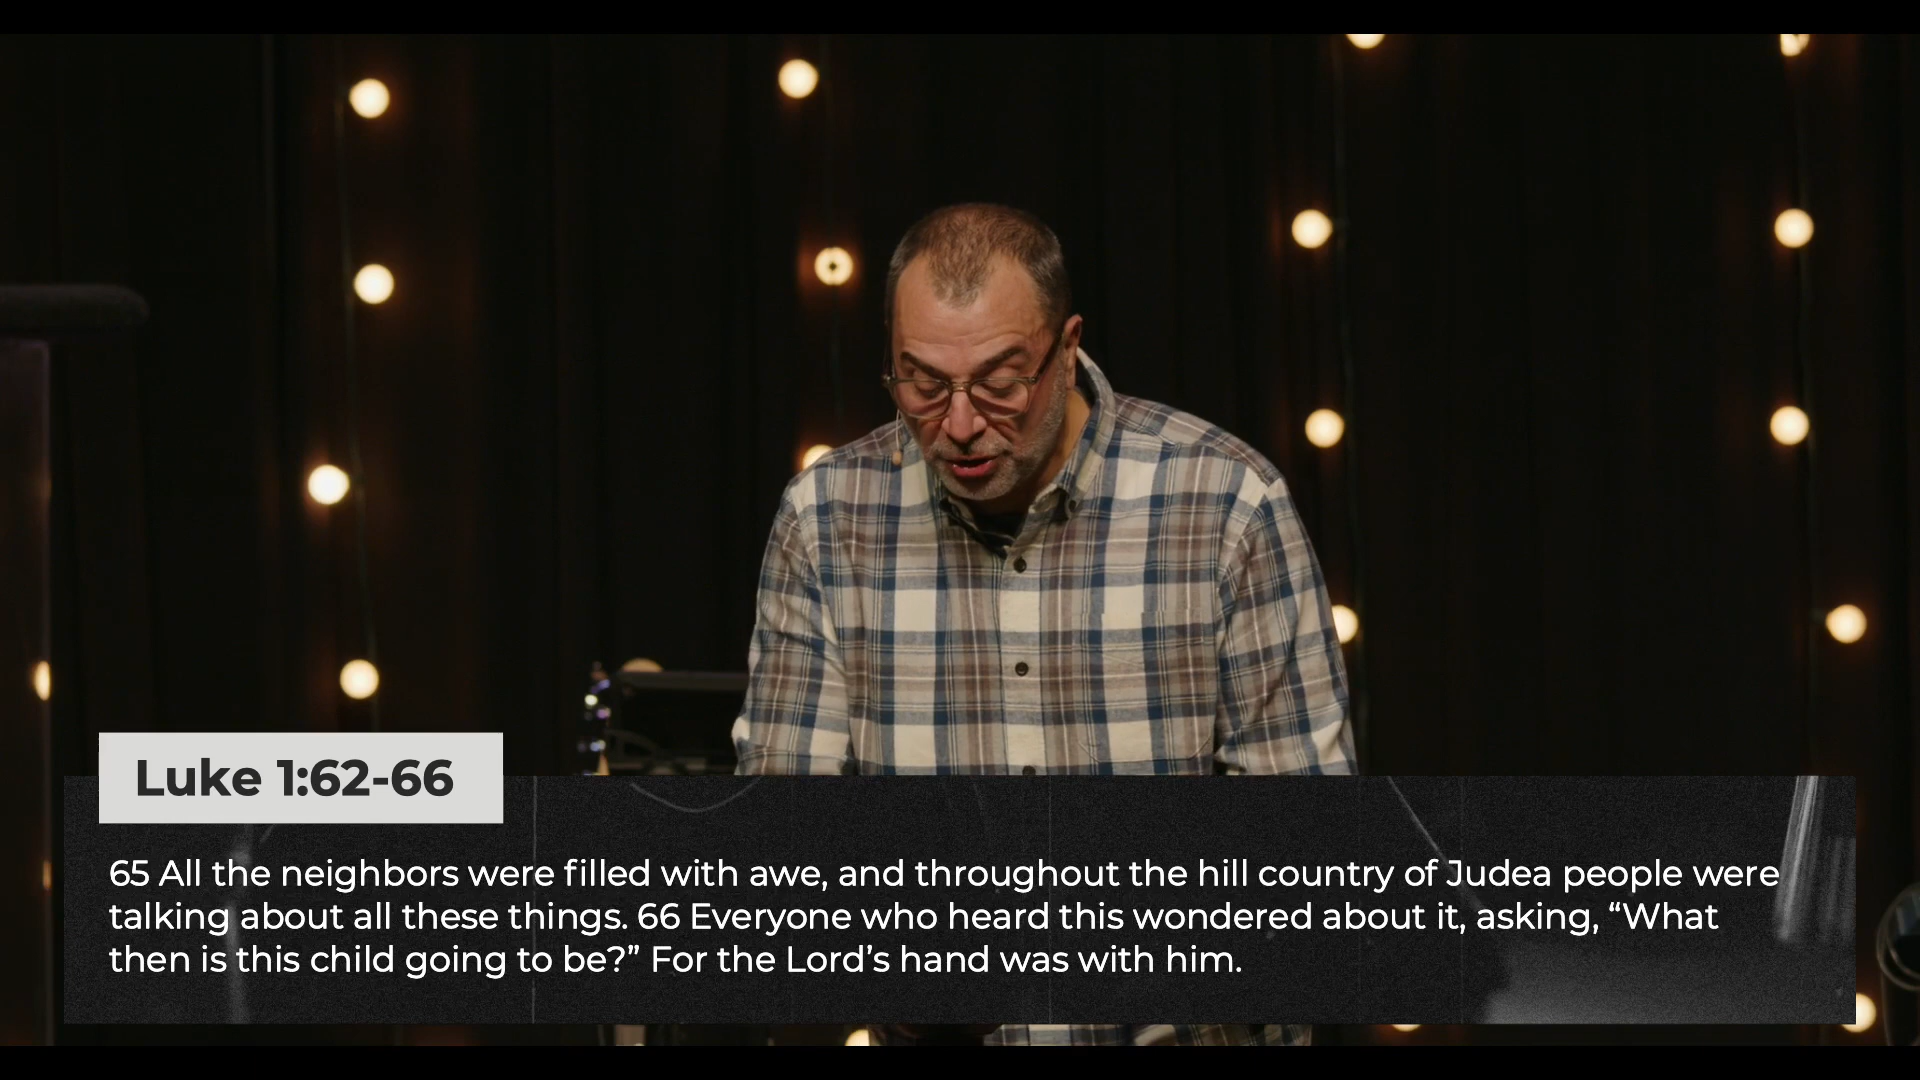 Luke 1:62-66
65 All the neighbors were filled with awe, and throughout the hill country of Judea people were
talking about all these things. 66 Everyone who heard this wondered about it, asking, “What
then is this child going to be?” For the Lord’s hand was with him.